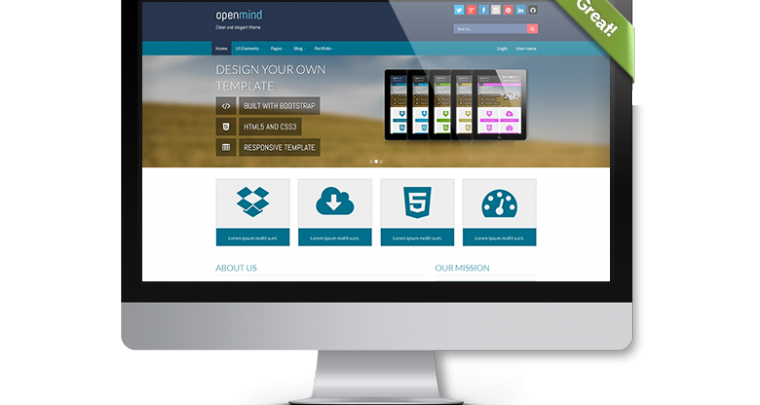 openmind
Clean and elegant theme
Search...
Great!
Home UI Elements Pages Blog Portfolio Login User name
DESIGN YOUR OWN
TEMPLATE
BUILT WITH BOOTSTRAP
HTML5 AND CSS3
RESPONSIVE TEMPLATE
Lorem ipsum mollit sunt. Lorem ipsum mollit sunt. Lorem ipsum mollit sunt. Lorem ipsum mollit sunt.
ABOUT US OUR MISSION